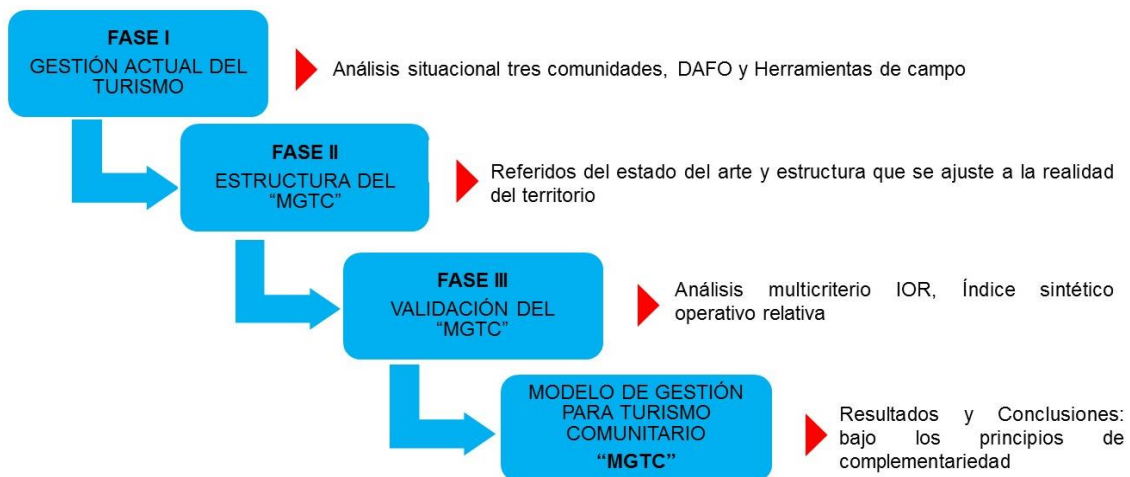 FASE I
GESTIÓN ACTUAL DEL
TURISMO
Análisis situacional tres comunidades, DAFO y Herramientas de campo
FASE II
ESTRUCTURA DEL
“MGTC”
Referidos del estado del arte y estructura que se ajuste a la realidad
del territorio
FASE III
VALIDACIÓN DEL
“MGTC”
Análisis multicriterio IOR, Índice sintético
operativo relativa
MODELO DE GESTIÓN
PARA TURISMO
COMUNITARIO
“MGTC”
Resultados y Conclusiones:
bajo los principios de
complementariedad